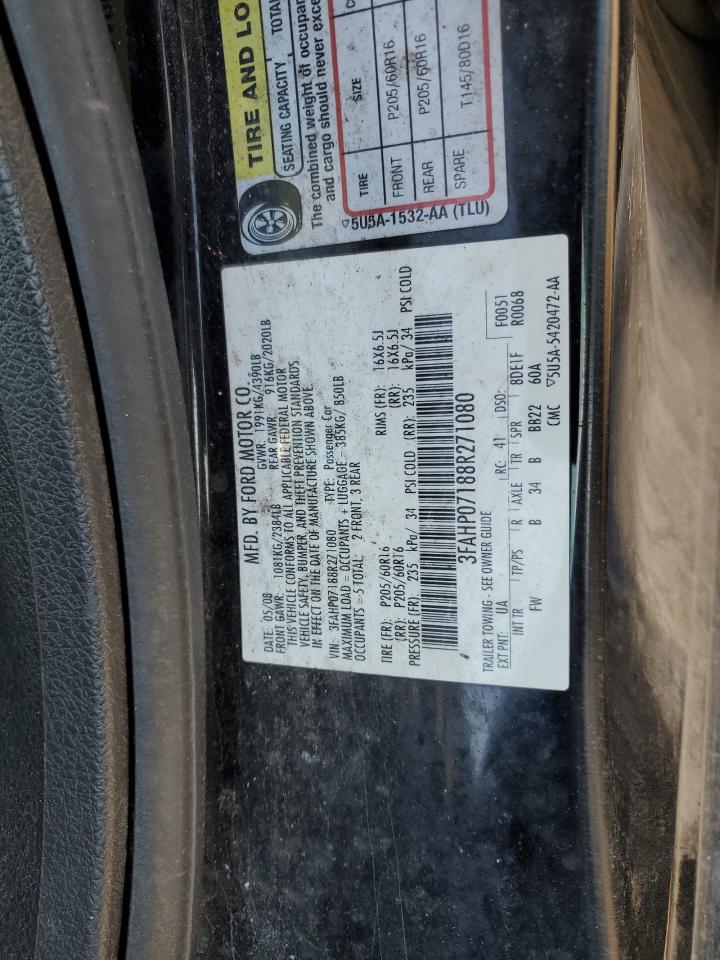 MFD. BY FORD MOTOR CO.
DATE: 05/08 GVWR: 1991KG/4390LB
FRONT GAWR: 1081KG/2384LB REAR GAWR: 916KG/2020LB
THIS VEHICLE CONFORMS TO ALL APPLICABLE FEDERAL MOTOR
VEHICLE SAFETY, BUMPER, AND THEFT PREVENTION STANDARDS
IN EFFECT ON THE DATE OF MANUFACTURE SHOWN ABOVE.
VIN: 3FAHP07188R271080 TYPE: Passenger Car
MAXIMUM LOAD = OCCUPANTS + LUGGAGE = 385KG/ 850LB
OCCUPANTS =5 TOTAL; 2 FRONT, 3 REAR
TIRE (FR): P205/60R16 RIMS (FR): 16X6.5J
(RR): P205/60R16 (RR): 16X6.5J
PRESSURE (FR): 235 kPa/ 34 PSI COLD (RR): 235 kPa/ 34 PSI COLD
3FAHP07188R271080
TRAILER TOWING - SEE OWNER GUIDE F0051
EXT PNT: UA RC: 41 DSO: R0068
INT TR TP/PS R AXLE TR SPR 8DE1F
FW B 34 B BB22 60A
CMC ▽5U5A-5420472-AA
TIRE AND LO
SEATING CAPACITY TOTA
The combined weight of occupan
and cargo should never exce
TIRE SIZE
FRONT P205/60R16
REAR P205/60R16
SPARE T145/80D16
▽5U5A-1532-AA (TLU)